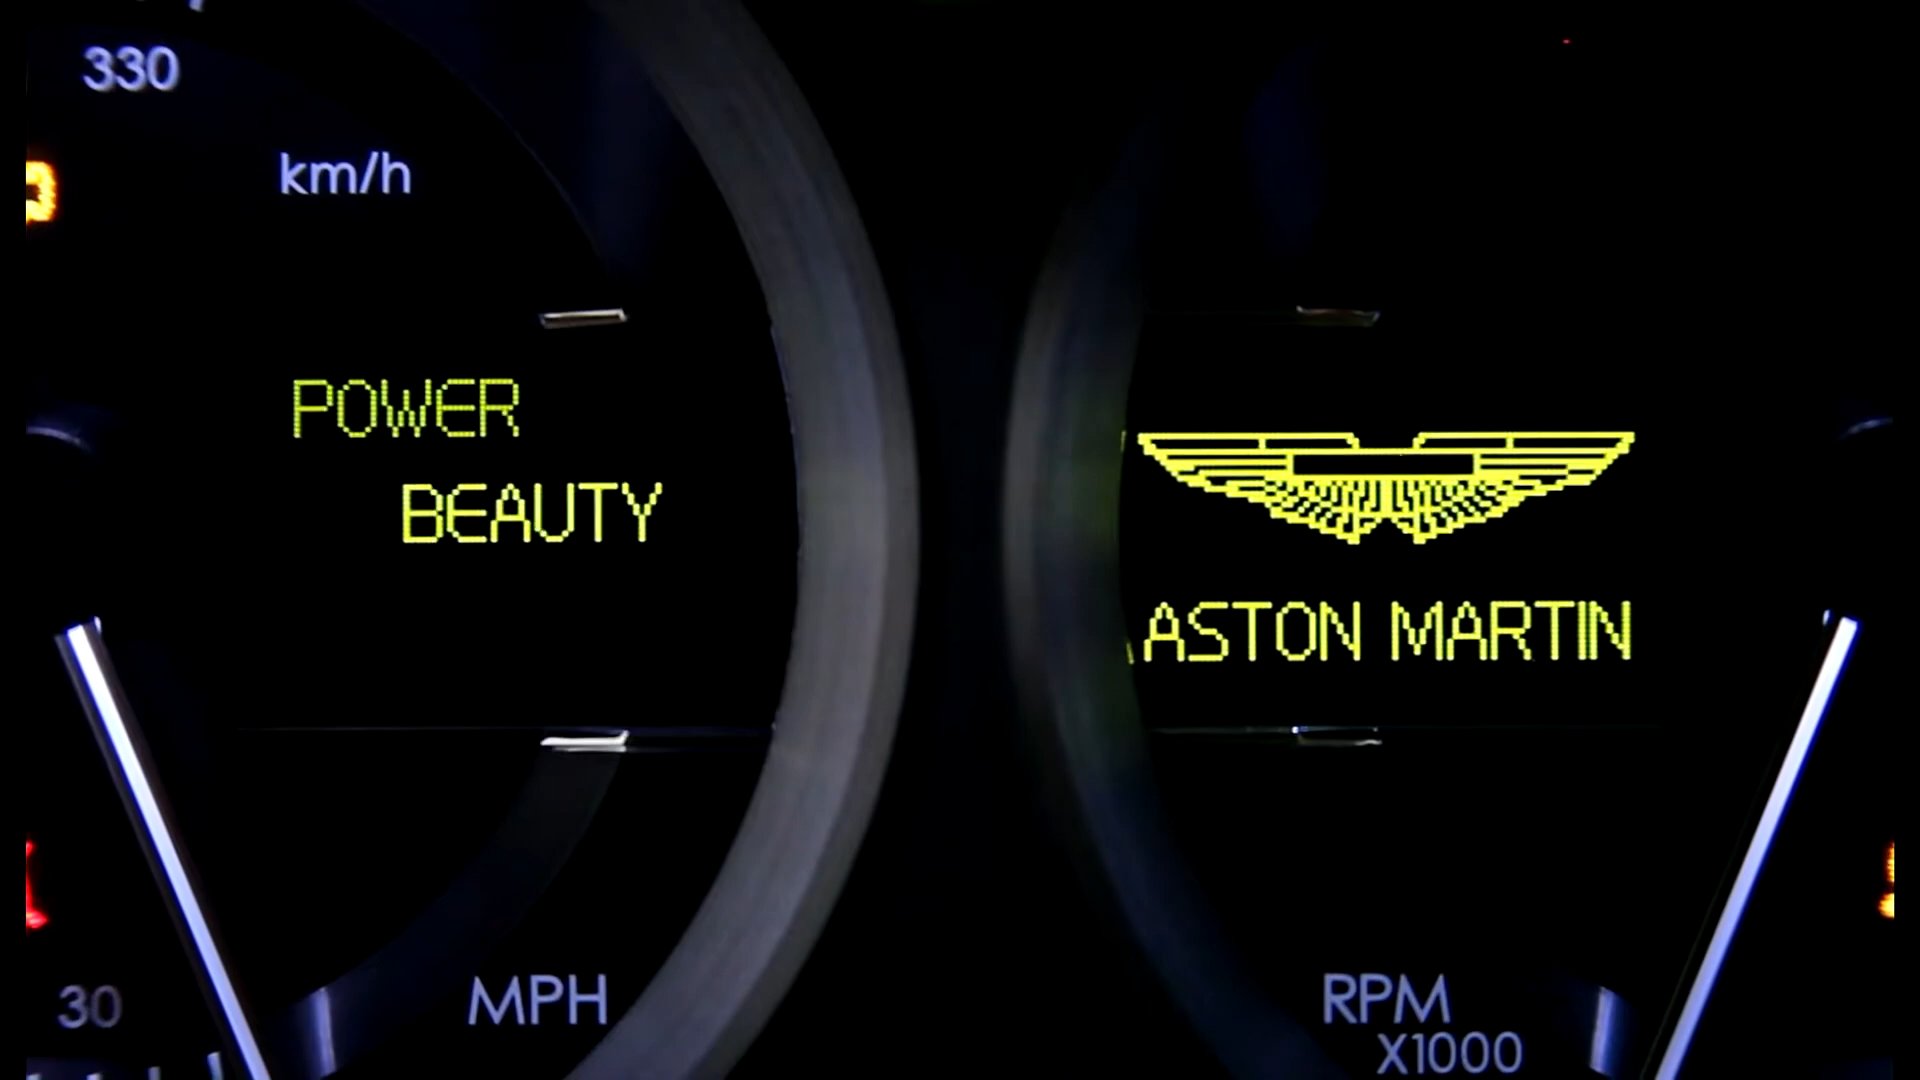 330
km/h
POWER
BEAUTY
ASTON MARTIN
30
MPH
RPM
X1000